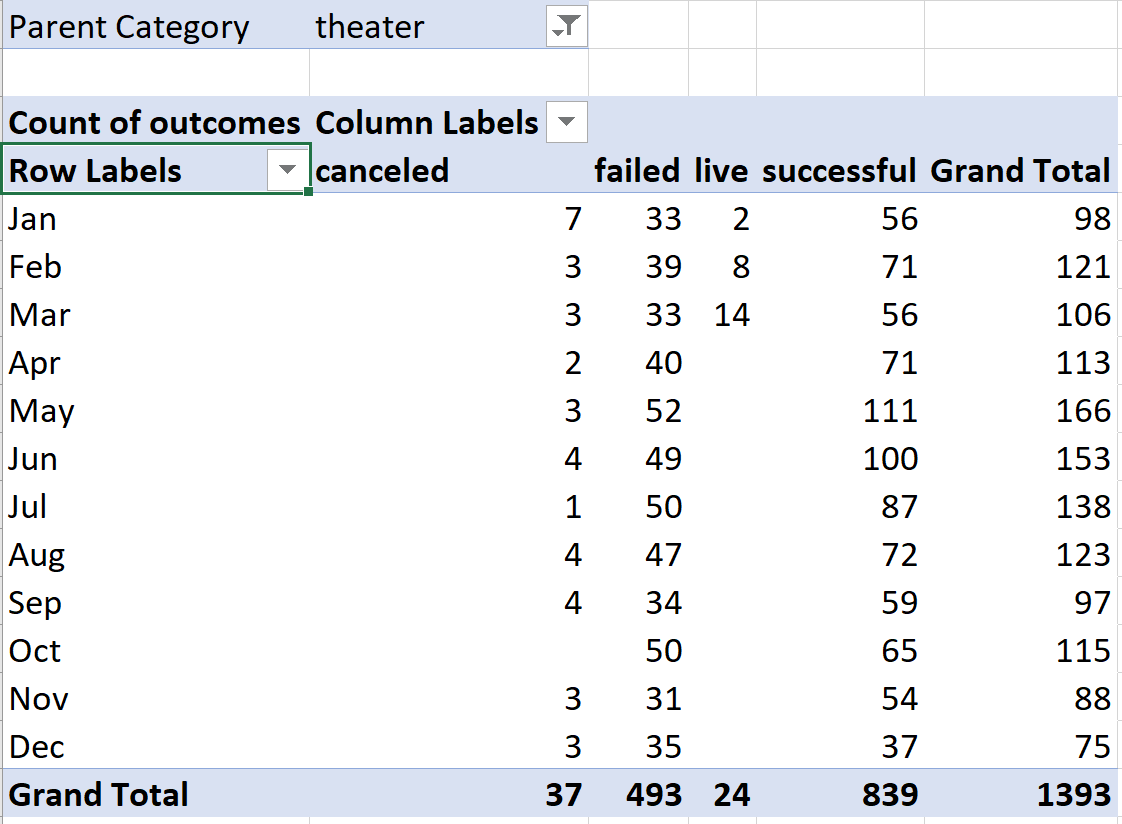 Parent Category theater
Count of outcomes Column Labels
Row Labels canceled failed live successful Grand Total
Jan 7 33 2 56 98
Feb 3 39 8 71 121
Mar 3 33 14 56 106
Apr 2 40 71 113
May 3 52 111 166
Jun 4 49 100 153
Jul 1 50 87 138
Aug 4 47 72 123
Sep 4 34 59 97
Oct 50 65 115
Nov 3 31 54 88
Dec 3 35 37 75
Grand Total 37 493 24 839 1393